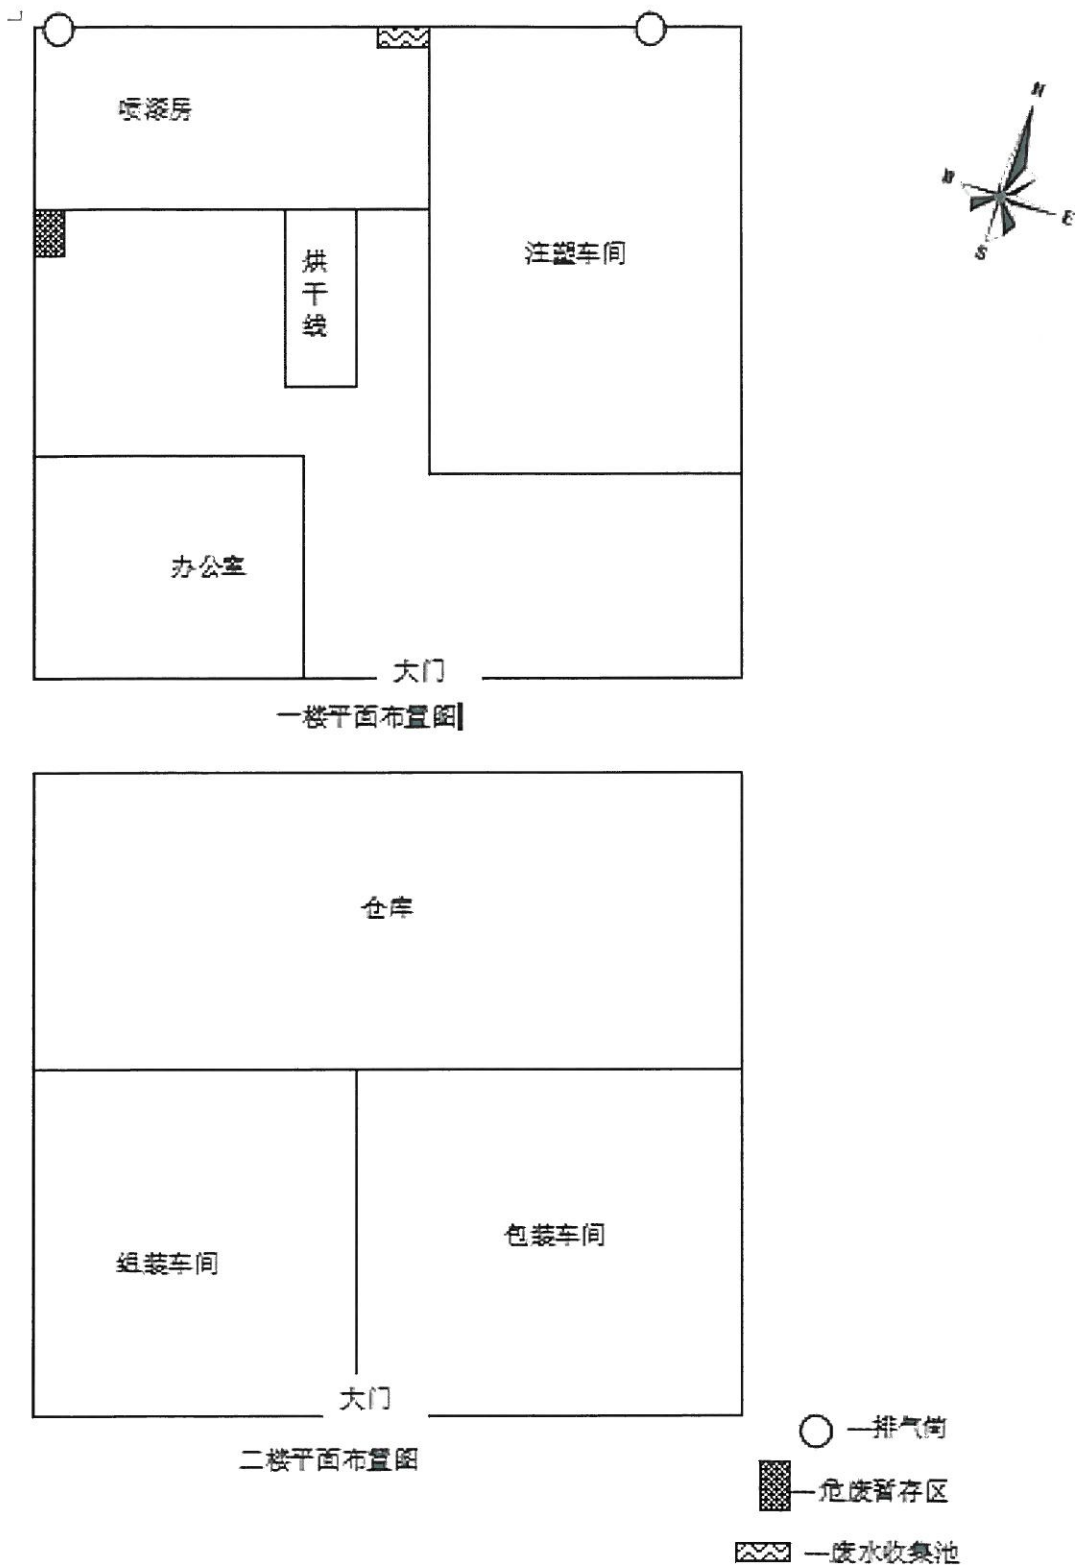 喷漆房
N
W
E
S
注塑车间
烘干线
办公室
大门
一楼平面布置图
仓库
组装车间
包装车间
大门
二楼平面布置图
—排气筒
—危废暂存区
—废水收集池